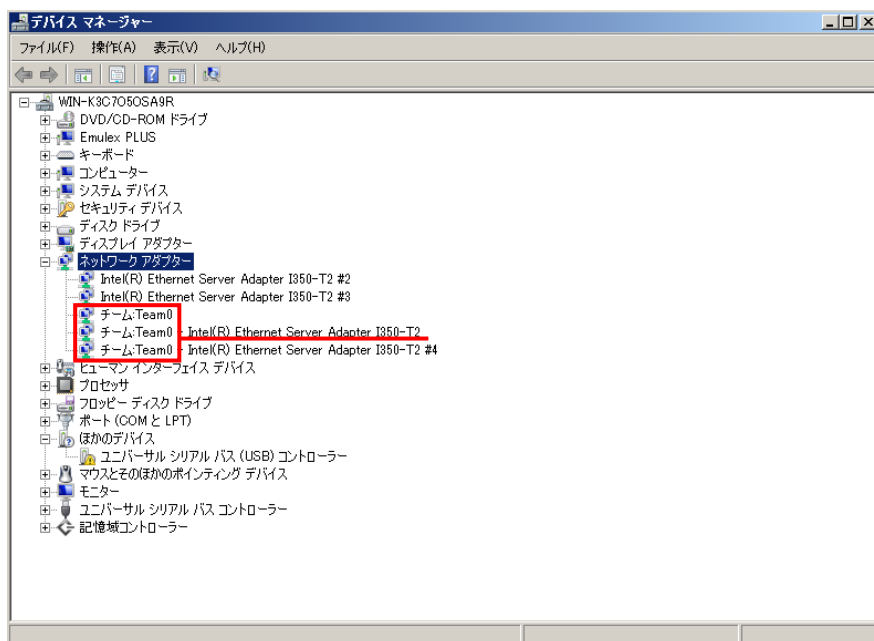 デバイス マネージャー
ファイル(F) 操作(A) 表示(V) ヘルプ(H)
WIN-K3C7O5OSA9R
DVD/CD-ROM ドライブ
Emulex PLUS
キーボード
コンピューター
システム デバイス
セキュリティ デバイス
ディスク ドライブ
ディスプレイ アダプター
ネットワーク アダプター
Intel(R) Ethernet Server Adapter I350-T2 #2
Intel(R) Ethernet Server Adapter I350-T2 #3
チーム:Team0
チーム:Team0 - Intel(R) Ethernet Server Adapter I350-T2
チーム:Team0 - Intel(R) Ethernet Server Adapter I350-T2 #4
ヒューマン インターフェイス デバイス
プロセッサ
フロッピー ディスク ドライブ
ポート (COM と LPT)
ほかのデバイス
ユニバーサル シリアル バス (USB) コントローラー
マウスとそのほかのポインティング デバイス
モニター
ユニバーサル シリアル バス コントローラー
記憶域コントローラー